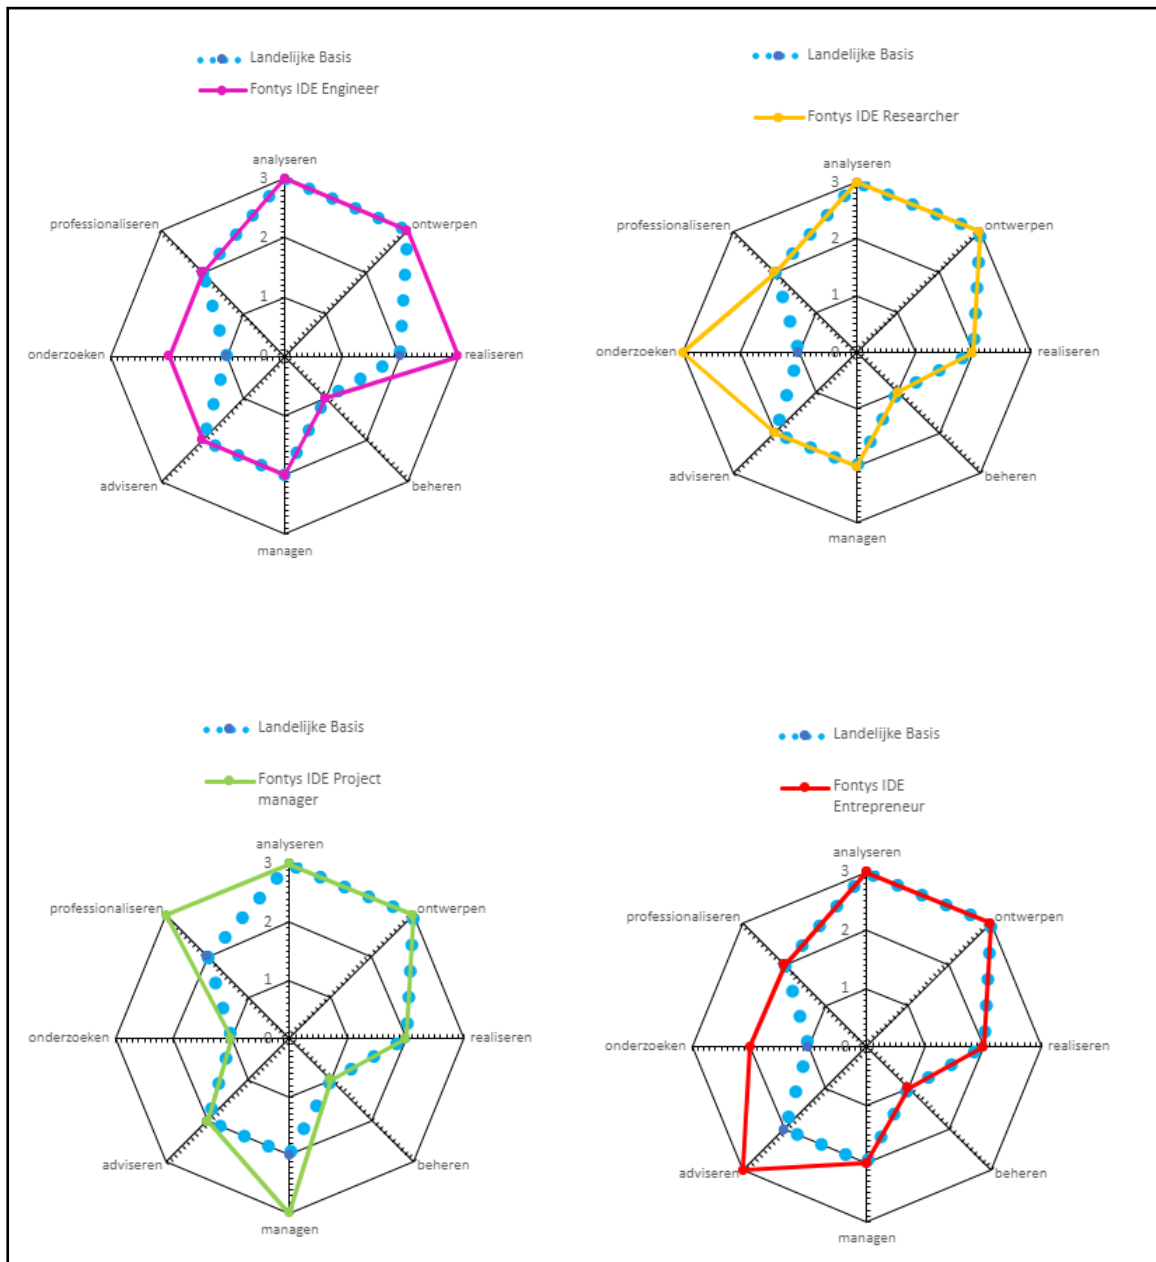 Landelijke Basis
Fontys IDE Engineer
analyseren
3
professionaliseren
ontwerpen
2
1
onderzoeken
0
realiseren
adviseren
beheren
managen
Landelijke Basis
Fontys IDE Researcher
analyseren
3
professionaliseren
ontwerpen
2
1
onderzoeken
0
realiseren
adviseren
beheren
managen
Landelijke Basis
Fontys IDE Project
manager
analyseren
3
professionaliseren
ontwerpen
2
1
onderzoeken
0
realiseren
adviseren
beheren
managen
Landelijke Basis
Fontys IDE
Entrepreneur
analyseren
3
professionaliseren
ontwerpen
2
1
onderzoeken
0
realiseren
adviseren
beheren
managen